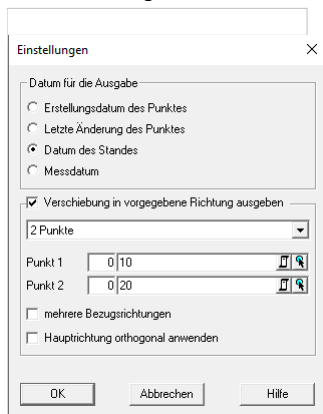 Einstellungen
Datum für die Ausgabe
Erstellungsdatum des Punktes
Letzte Änderung des Punktes
Datum des Standes
Messdatum
Verschiebung in vorgegebene Richtung ausgeben
2 Punkte
Punkt 1 0 10
Punkt 2 0 20
mehrere Bezugsrichtungen
Hauptrichtung orthogonal anwenden
OK Abbrechen Hilfe